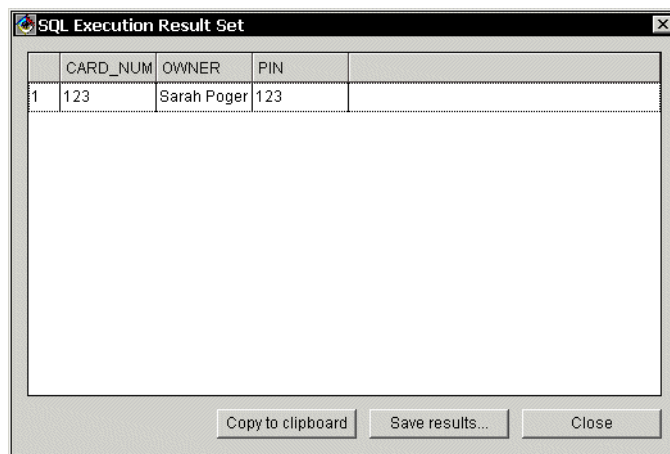 SQL Execution Result Set
CARD_NUM OWNER PIN
1 123 Sarah Poger 123
Copy to clipboard Save results... Close